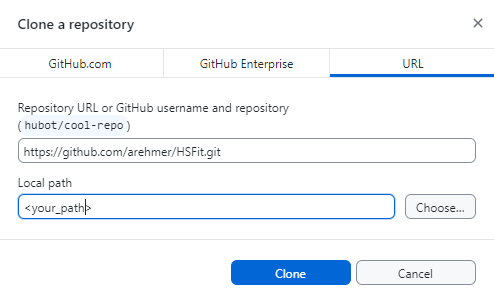 Clone a repository
GitHub.com GitHub Enterprise URL
Repository URL or GitHub username and repository
(hubot/cool-repo)
https://github.com/arehmer/HSFit.git
Local path
<your_path> Choose...
Clone Cancel